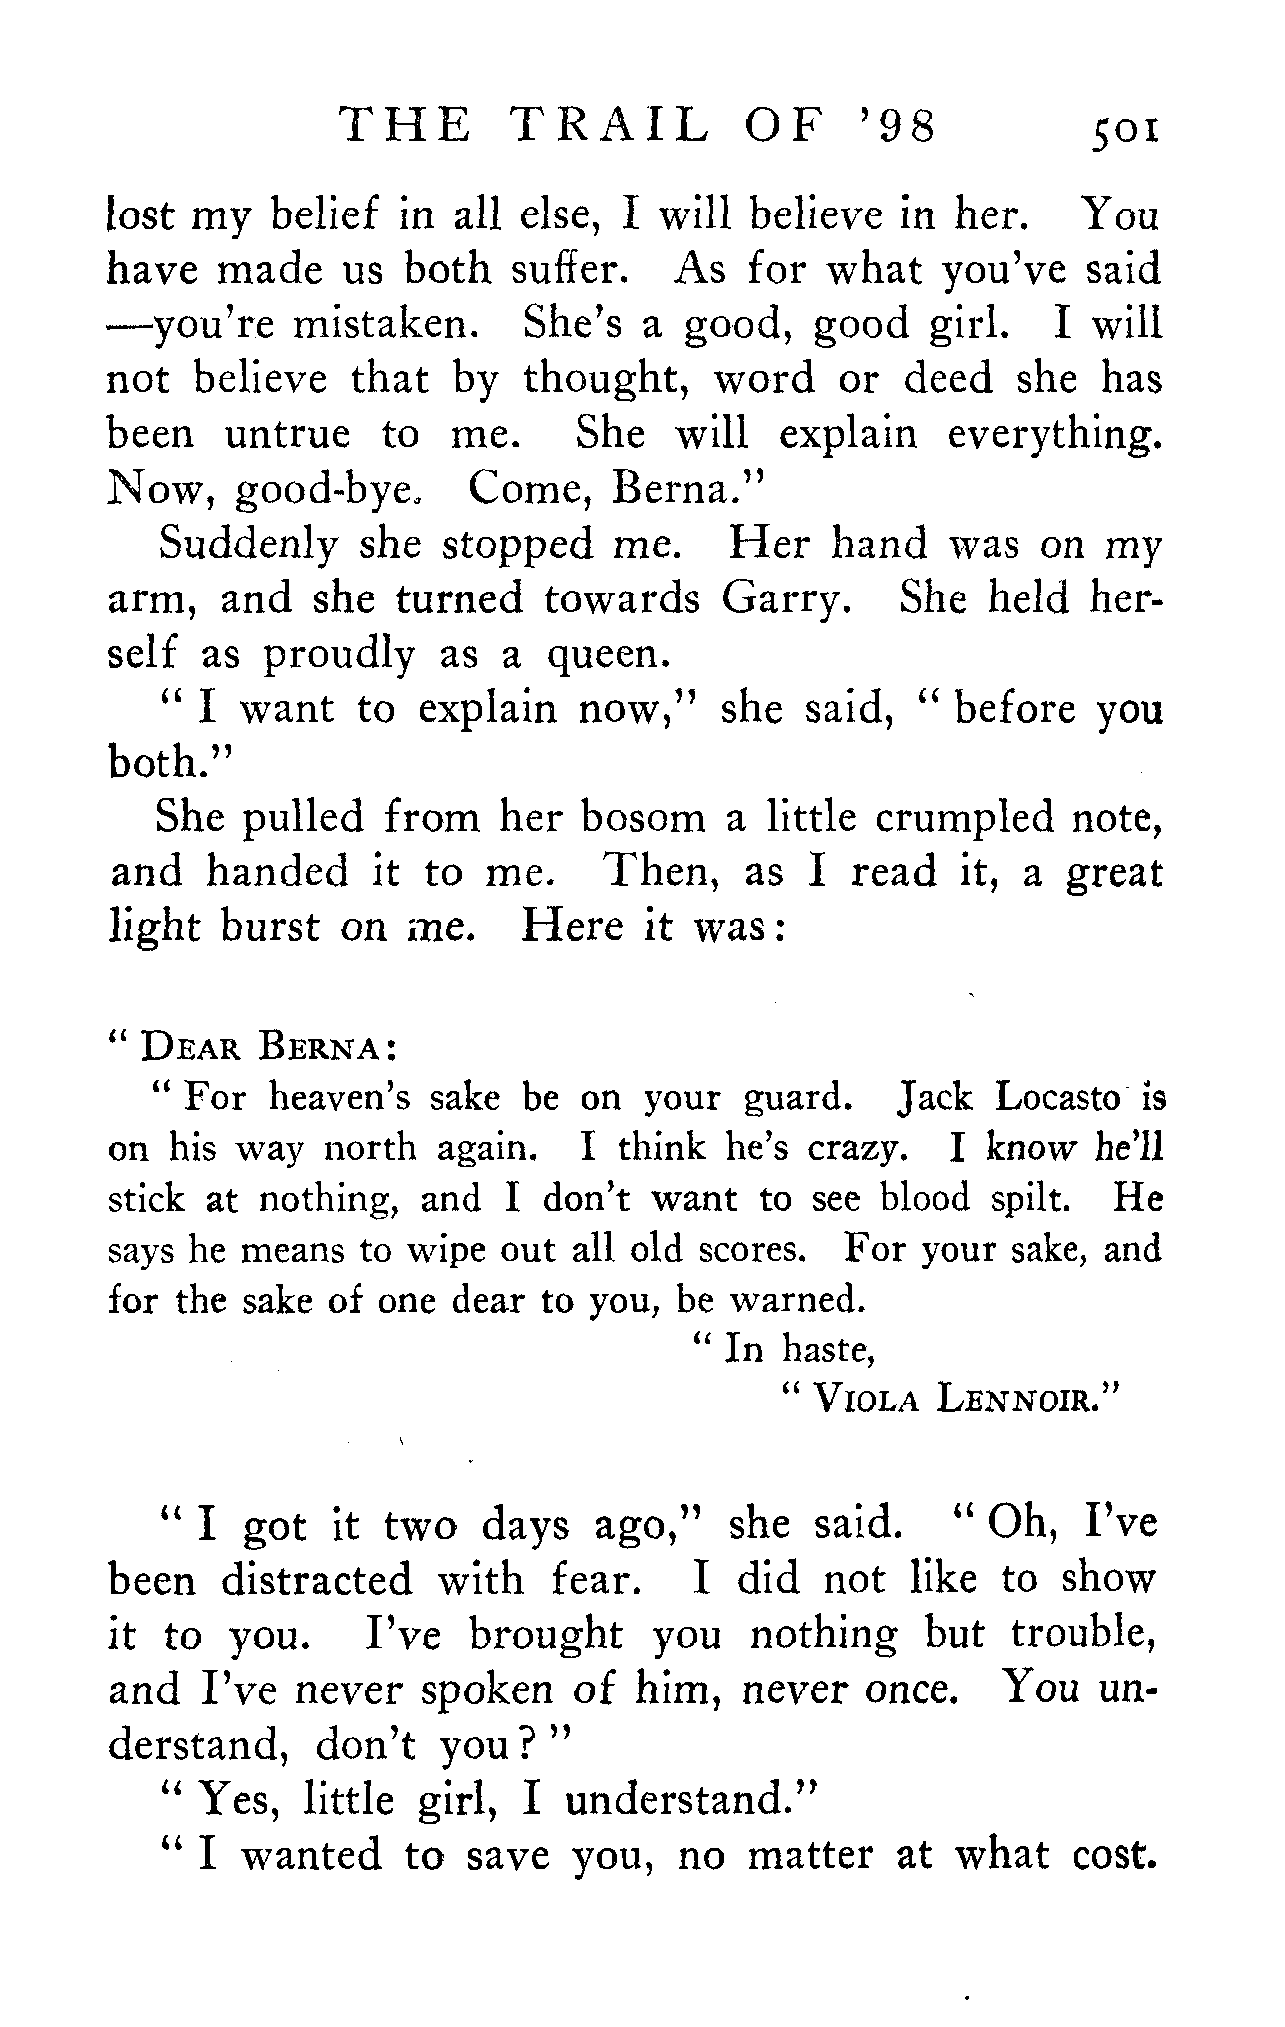 THE TRAIL OF '98 501
lost my belief in all else, I will believe in her. You
have made us both suffer. As for what you've said
—you're mistaken. She's a good, good girl. I will
not believe that by thought, word or deed she has
been untrue to me. She will explain everything.
Now, good-bye. Come, Berna."
Suddenly she stopped me. Her hand was on my
arm, and she turned towards Garry. She held her-
self as proudly as a queen.
" I want to explain now," she said, " before you
both."
She pulled from her bosom a little crumpled note,
and handed it to me. Then, as I read it, a great
light burst on me. Here it was :
" DEAR BERNA:
" For heaven's sake be on your guard. Jack Locasto is
on his way north again. I think he's crazy. I know he'll
stick at nothing, and I don't want to see blood spilt. He
says he means to wipe out all old scores. For your sake, and
for the sake of one dear to you, be warned.
" In haste,
" VIOLA LENNOIR."
" I got it two days ago," she said. " Oh, I've
been distracted with fear. I did not like to show
it to you. I've brought you nothing but trouble,
and I've never spoken of him, never once. You un-
derstand, don't you ? "
" Yes, little girl, I understand."
" I wanted to save you, no matter at what cost.